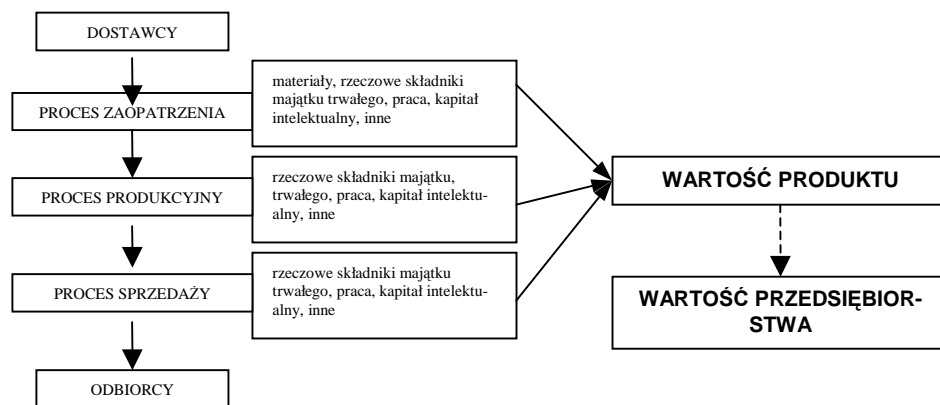 DOSTAWCY
PROCES ZAOPATRZENIA
materiały, rzeczowe składniki
majątku trwałego, praca, kapitał
intelektualny, inne
PROCES PRODUKCYJNY
rzeczowe składniki majątku,
trwałego, praca, kapitał intelektu-
alny, inne
PROCES SPRZEDAŻY
rzeczowe składniki majątku
trwałego, praca, kapitał intelektu-
alny, inne
ODBIORCY
WARTOŚĆ PRODUKTU
WARTOŚĆ PRZEDSIĘBIOR-
STWA